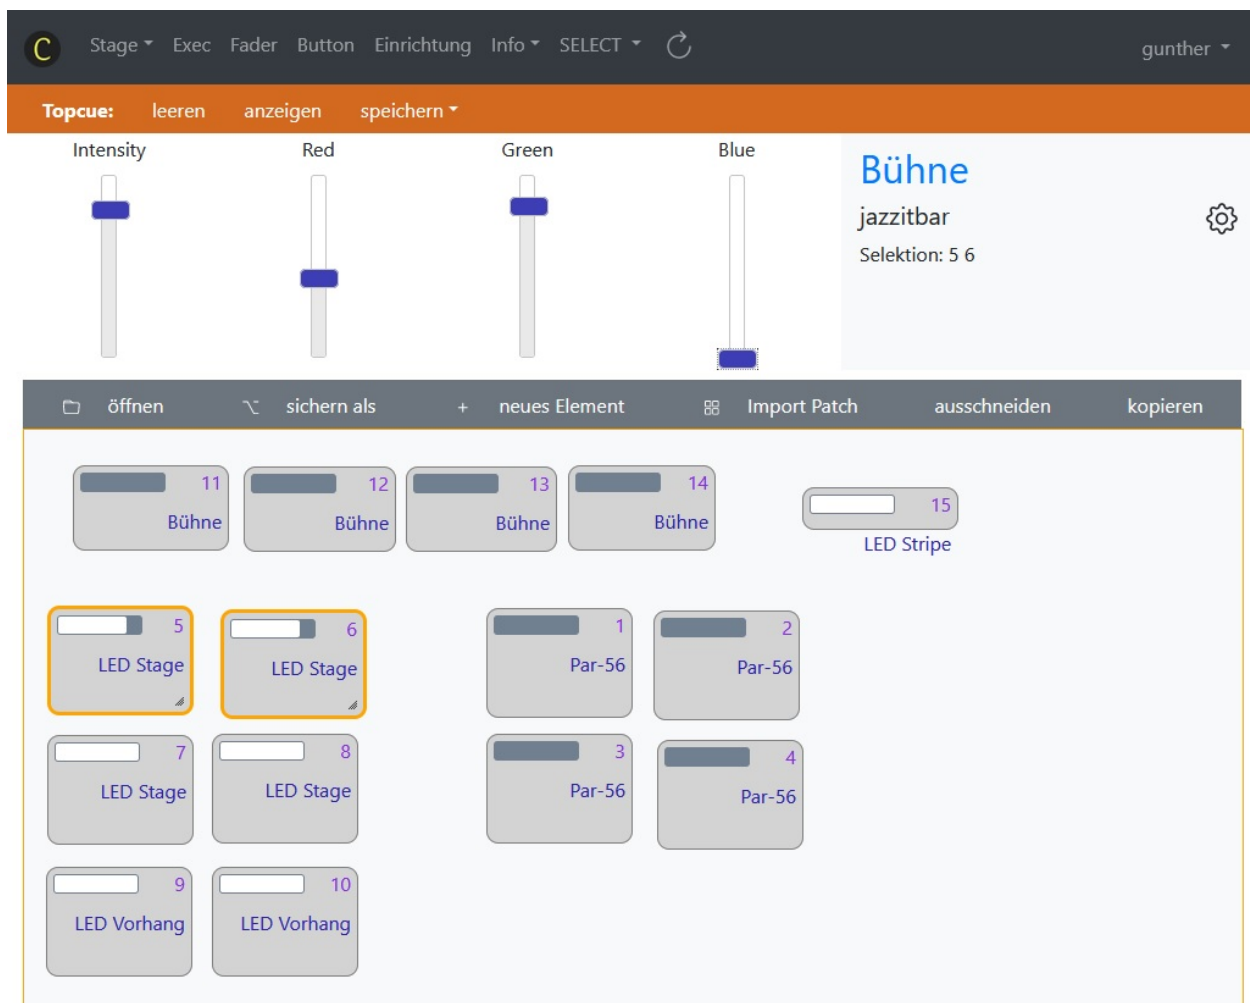 C Stage Exec Fader Button Einrichtung Info SELECT gunther
Topcue: leeren anzeigen speichern
Intensity Red Green Blue
Bühne
jazzitbar
Selektion: 5 6
öffnen sichern als + neues Element Import Patch ausschneiden kopieren
11 12 13 14
Bühne Bühne Bühne Bühne
15
LED Stripe
5 6 1 2
LED Stage LED Stage Par-56 Par-56
7 8 3 4
LED Stage LED Stage Par-56 Par-56
9 10
LED Vorhang LED Vorhang